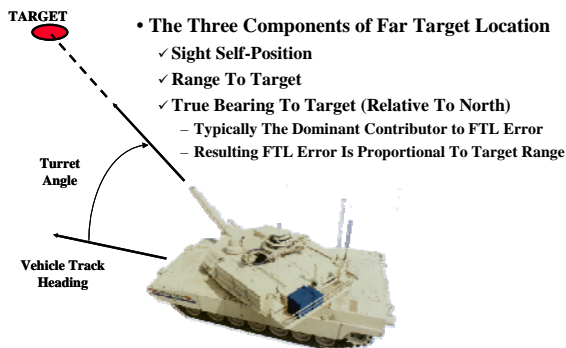 TARGET
• The Three Components of Far Target Location
✓ Sight Self-Position
✓ Range To Target
✓ True Bearing To Target (Relative To North)
– Typically The Dominant Contributor to FTL Error
– Resulting FTL Error Is Proportional To Target Range
Turret
Angle
Vehicle Track
Heading